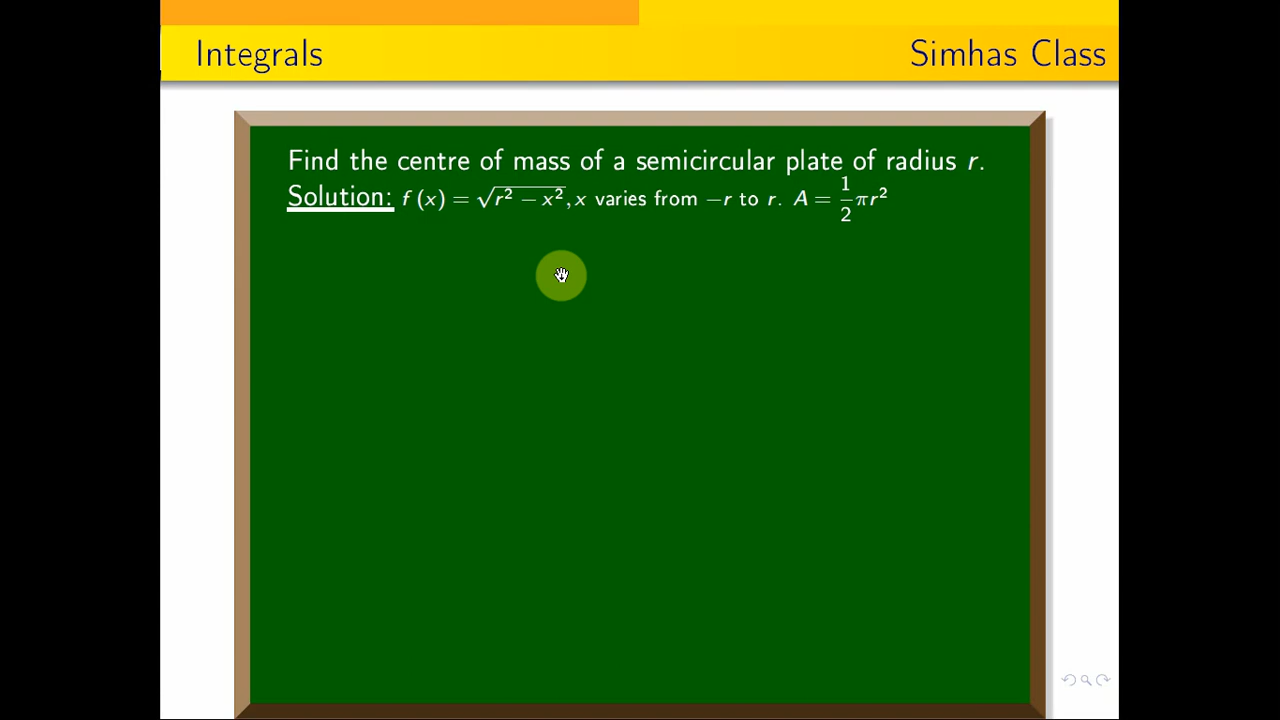 Integrals
Simhas Class
Find the centre of mass of a semicircular plate of radius r.
Solution: f (x) = √(r² − x²), x varies from −r to r. A = 1/2 πr²